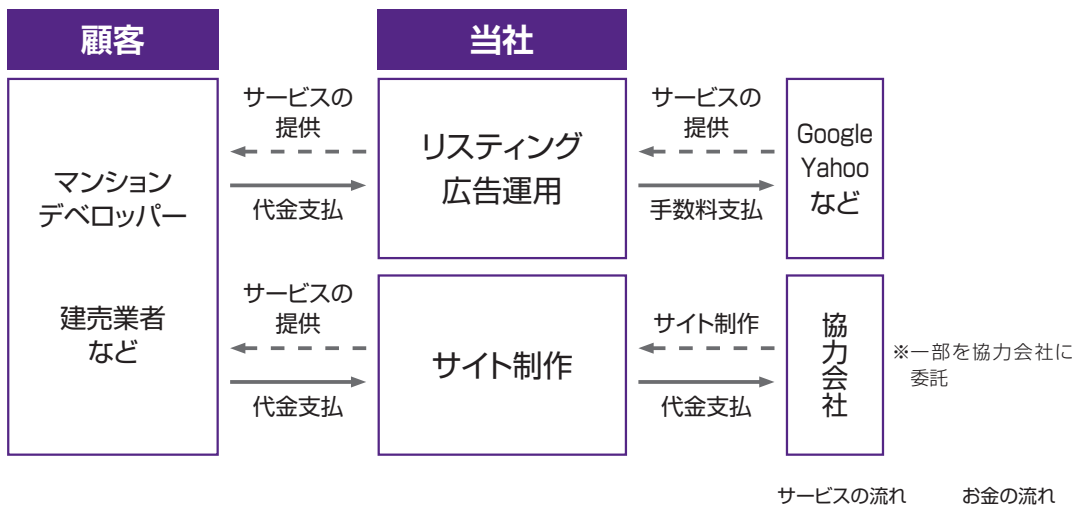 顧客
当社
マンション
デベロッパー
建売業者
など
サービスの
提供
代金支払
リスティング
広告運用
サービスの
提供
手数料支払
Google
Yahoo
など
サービスの
提供
代金支払
サイト制作
サイト制作
代金支払
協力会社
※一部を協力会社に
委託
サービスの流れ
お金の流れ